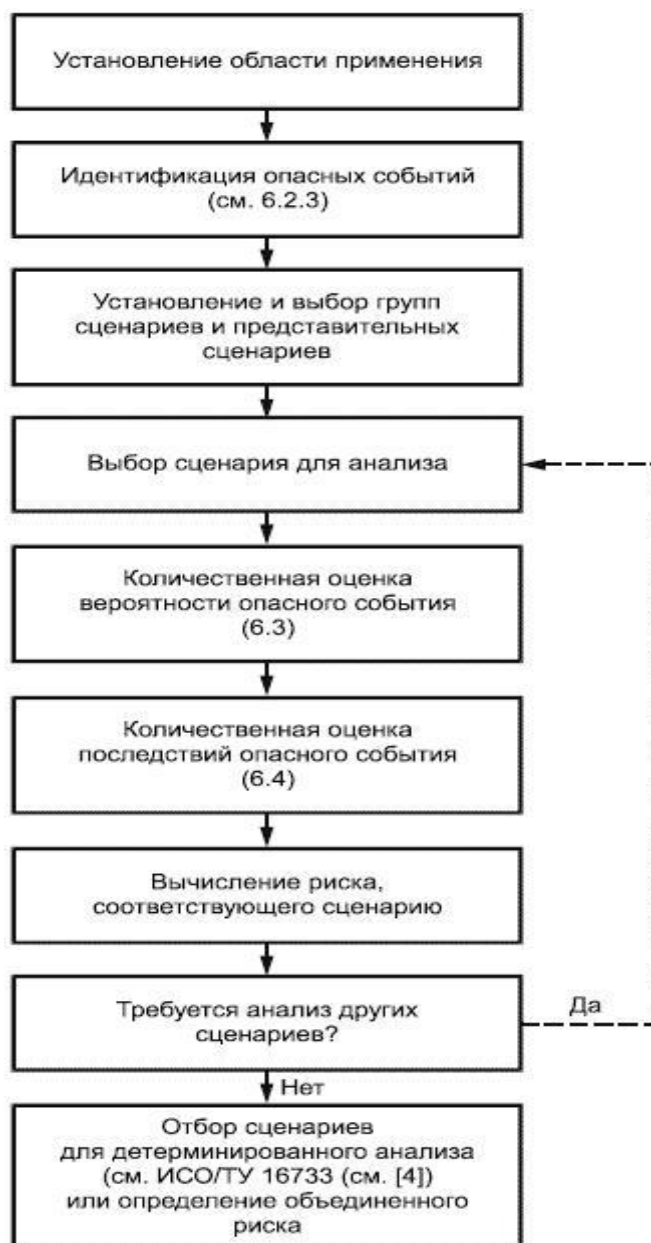 Установление области применения
Идентификация опасных событий
(см. 6.2.3)
Установление и выбор групп
сценариев и представительных
сценариев
Выбор сценария для анализа
Количественная оценка
вероятности опасного события
(6.3)
Количественная оценка
последствий опасного события
(6.4)
Вычисление риска,
соответствующего сценарию
Требуется анализ других
сценариев?
Да
Нет
Отбор сценариев
для детерминированного анализа
(см. ИСО/ТУ 16733 (см. [4])
или определение объединенного
риска